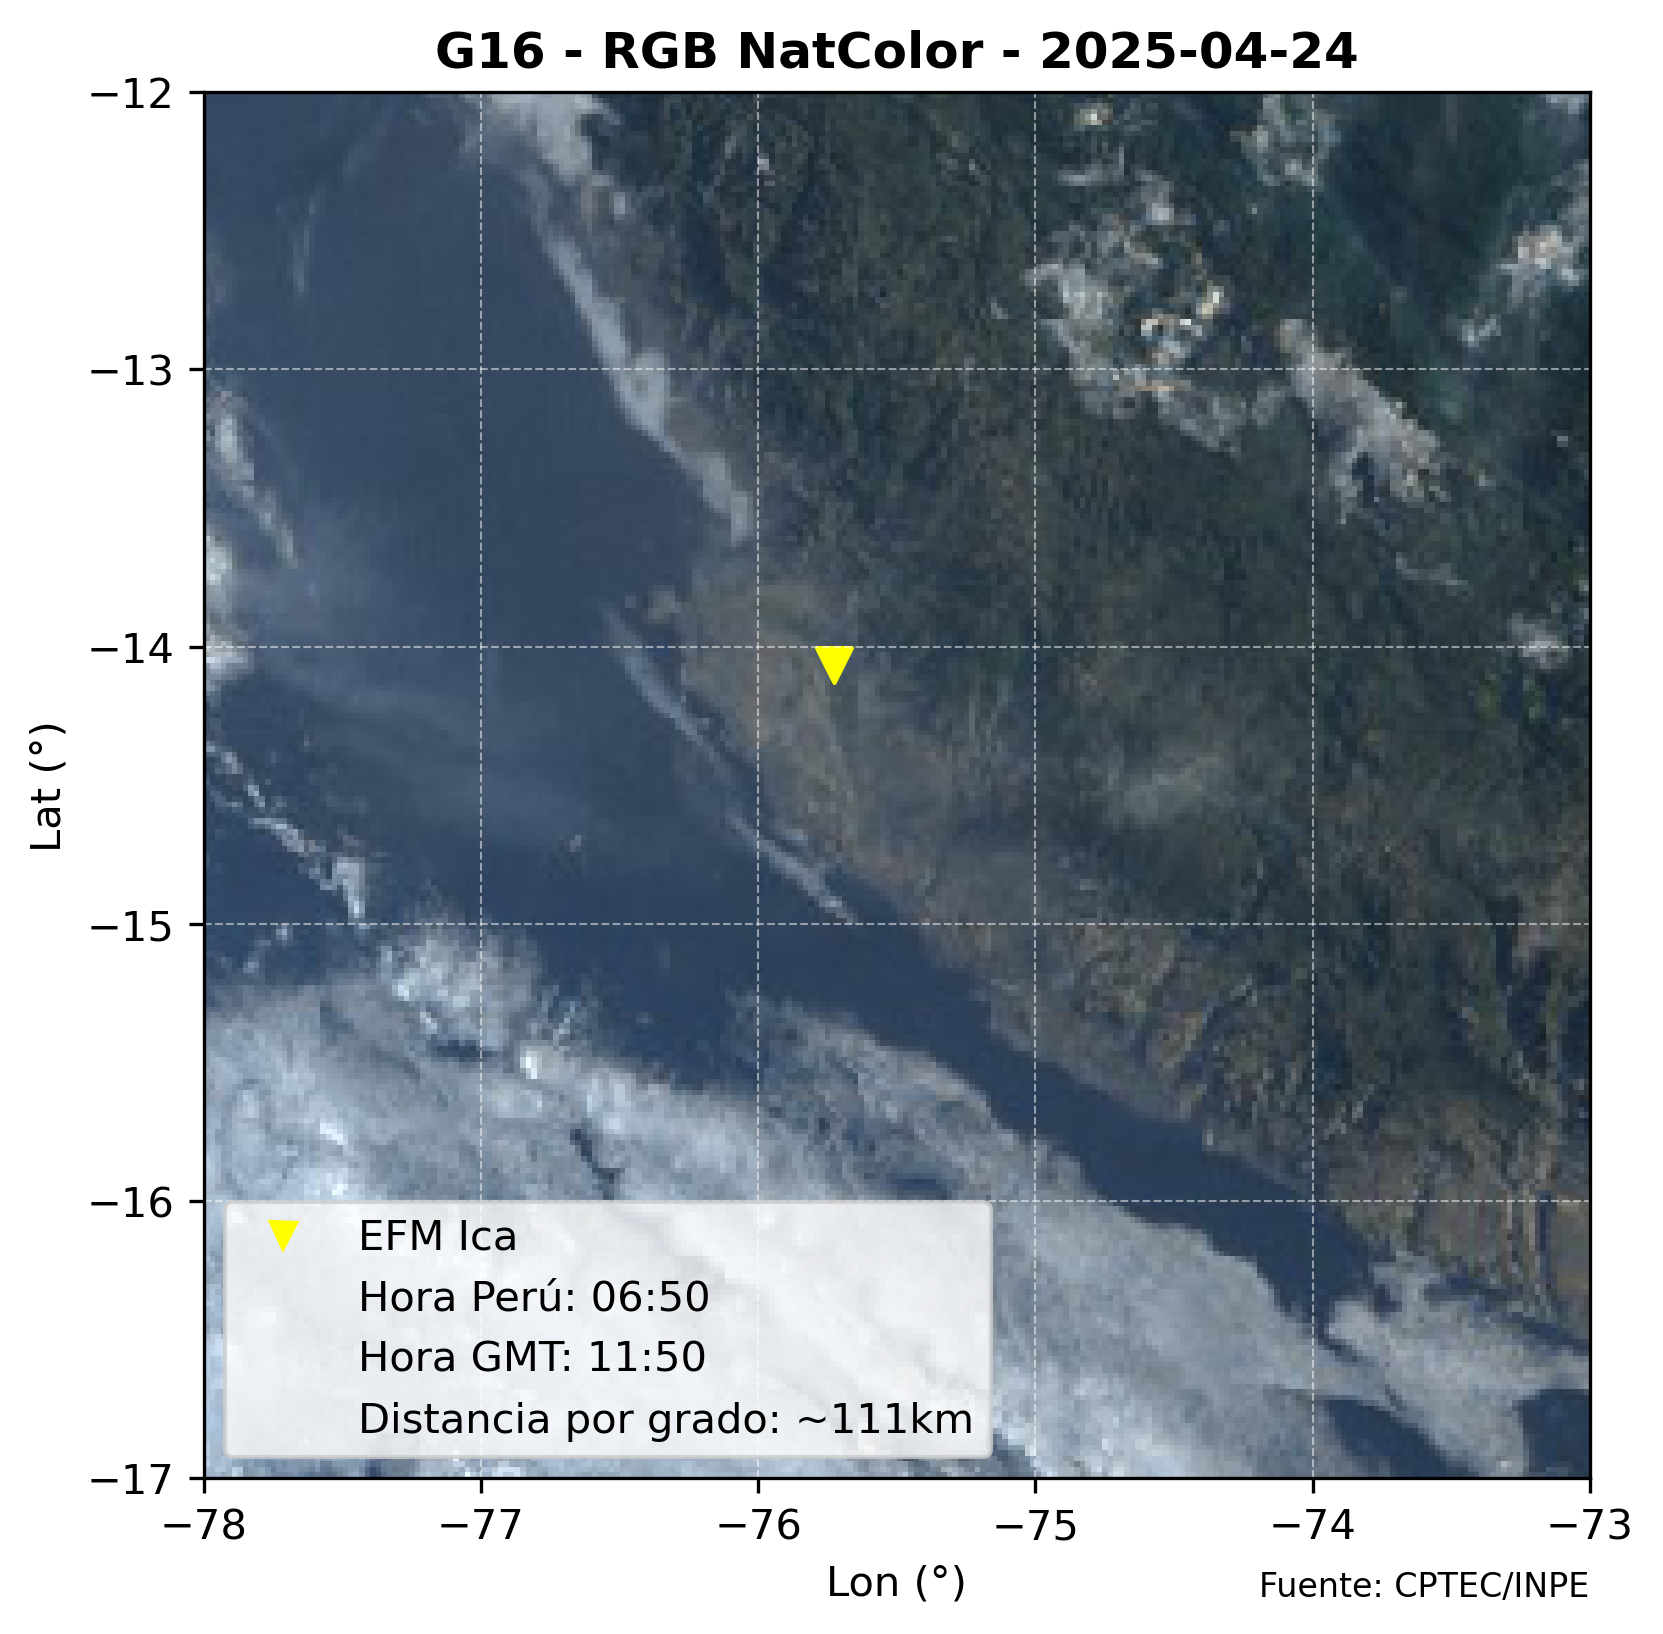 G16 - RGB NatColor - 2025-04-24
−12
−13
−14
−15
−16
−17
Lat (°)
EFM Ica
Hora Perú: 06:50
Hora GMT: 11:50
Distancia por grado: ~111km
−78
−77
−76
−75
−74
−73
Lon (°)
Fuente: CPTEC/INPE